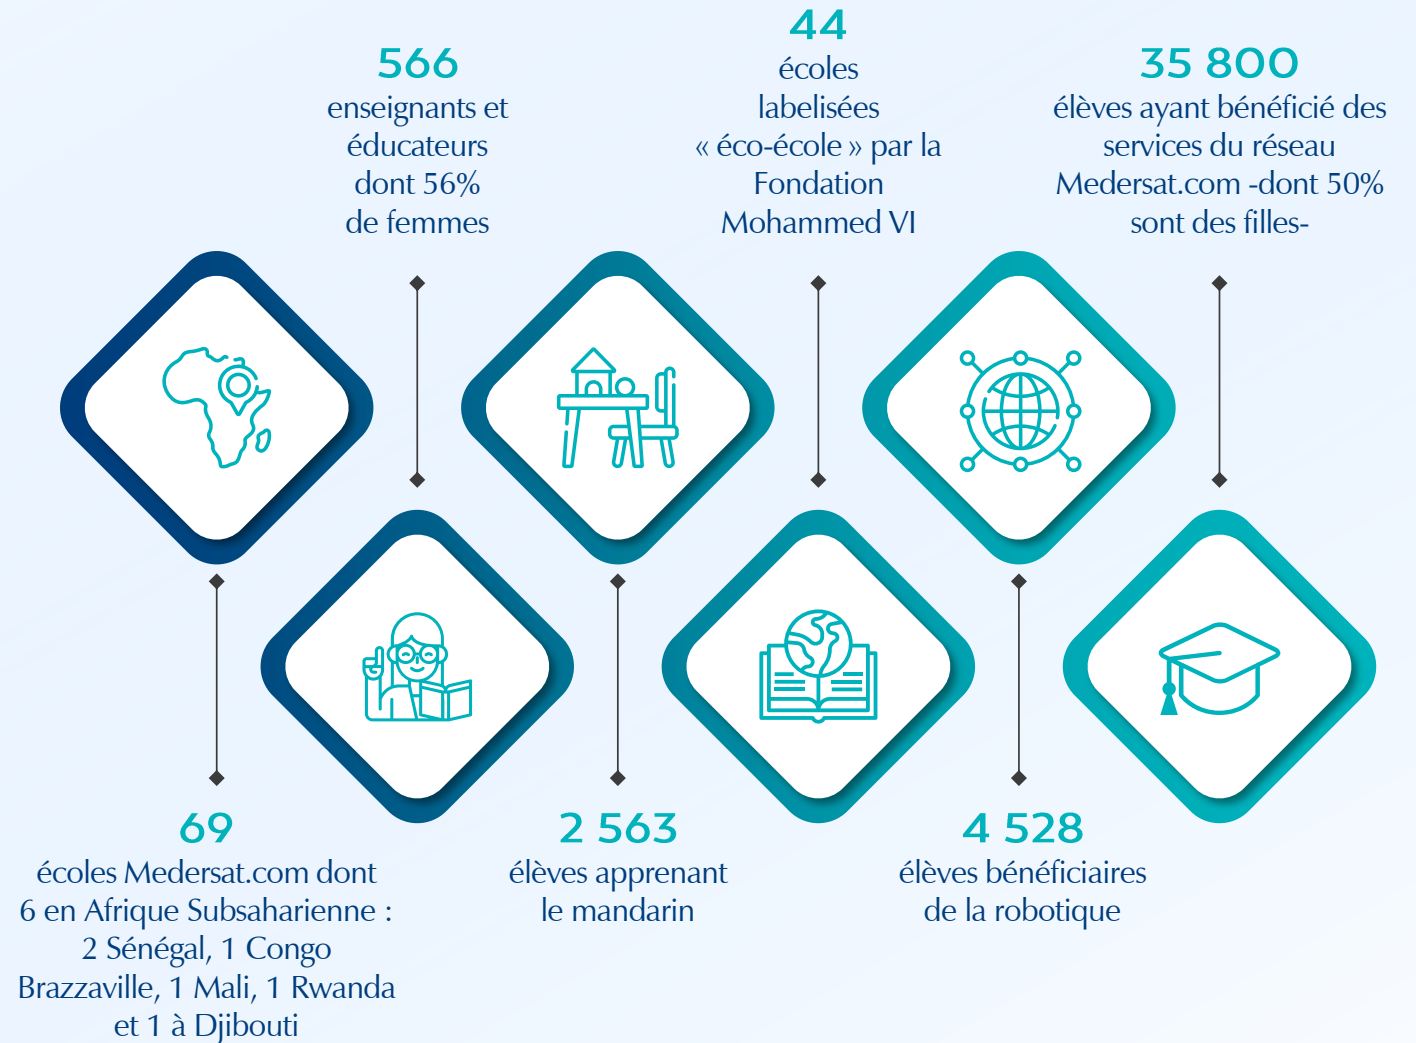 566
enseignants et
éducateurs
dont 56%
de femmes
44
écoles
labelisées
« éco-école » par la
Fondation
Mohammed VI
35 800
élèves ayant bénéficié des
services du réseau
Medersat.com -dont 50%
sont des filles-
69
écoles Medersat.com dont
6 en Afrique Subsaharienne :
2 Sénégal, 1 Congo
Brazzaville, 1 Mali, 1 Rwanda
et 1 à Djibouti
2 563
élèves apprenant
le mandarin
4 528
élèves bénéficiaires
de la robotique